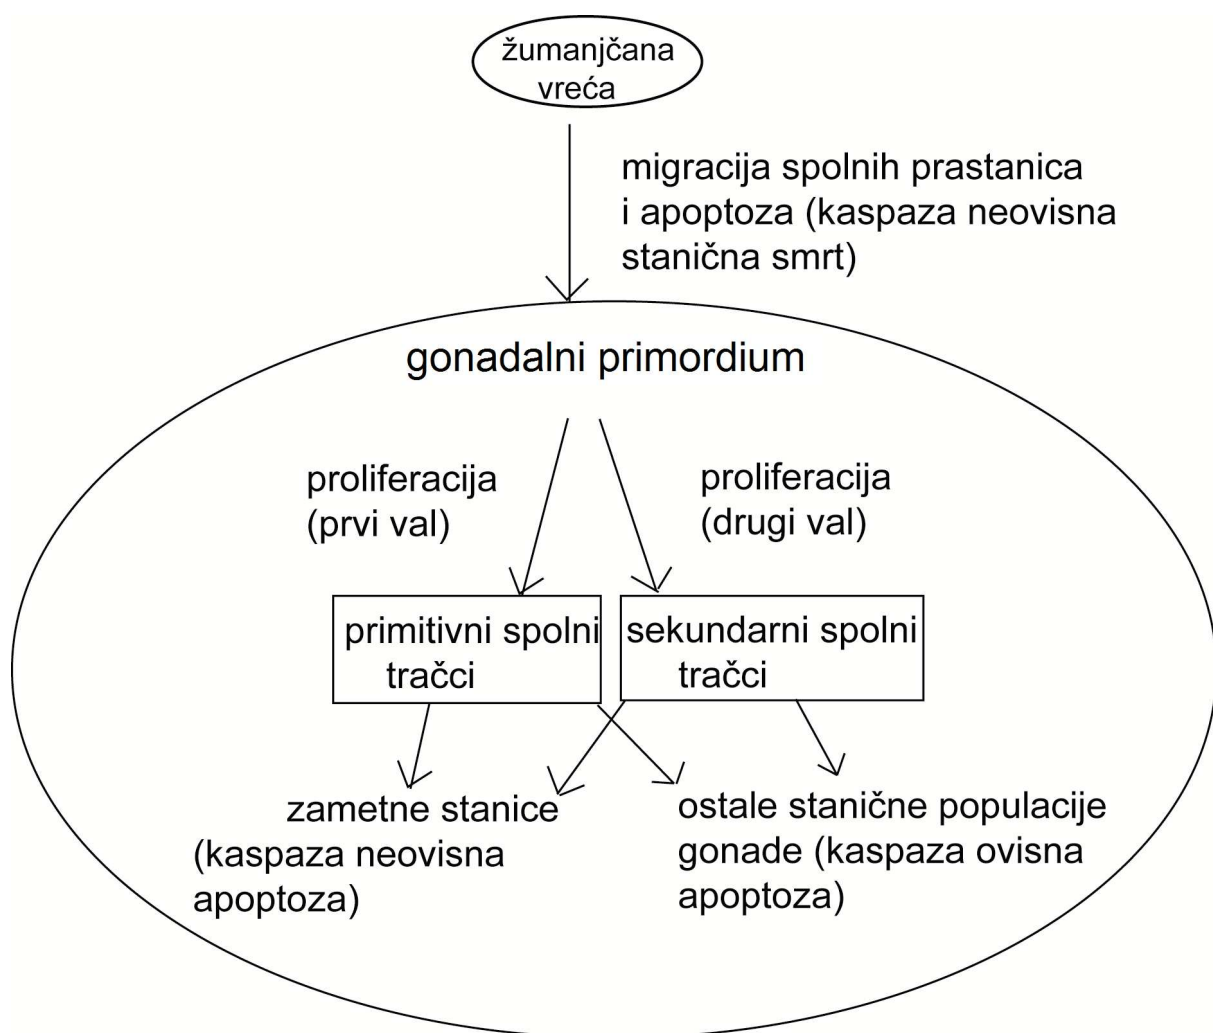 žumanjčana
vreća
migracija spolnih prastanica
i apoptoza (kaspaza neovisna
stanična smrt)
gonadalni primordium
proliferacija
(prvi val)
proliferacija
(drugi val)
primitivni spolni
tračci
sekundarni spolni
tračci
zametne stanice
(kaspaza neovisna
apoptoza)
ostale stanične populacije
gonade (kaspaza ovisna
apoptoza)